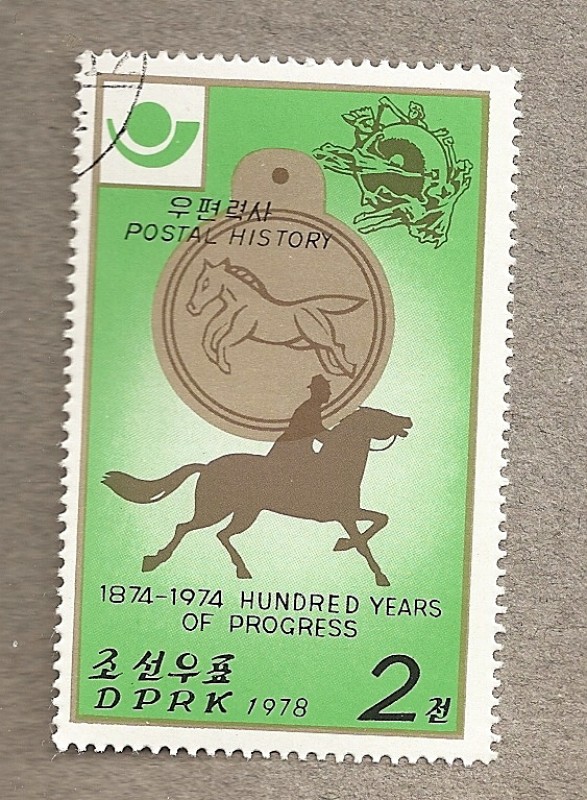 우편력사
POSTAL HISTORY
1874-1974 HUNDRED YEARS
OF PROGRESS
조선우표
DPRK 1978
2전